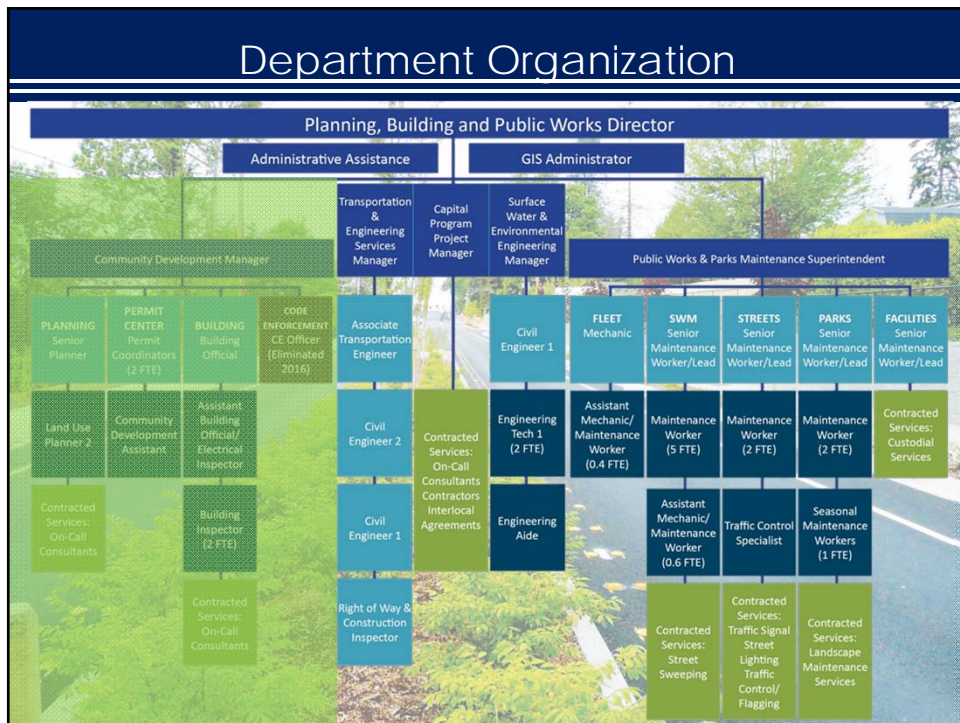 Department Organization
Planning, Building and Public Works Director
Administrative Assistance
GIS Administrator
Community Development Manager
Transportation
&
Engineering
Services
Manager
Capital
Program
Project
Manager
Surface
Water &
Environmental
Engineering
Manager
Public Works & Parks Maintenance Superintendent
PLANNING
Senior
Planner
PERMIT
CENTER
Permit
Coordinators
(2 FTE)
BUILDING
Building
Official
CODE
ENFORCEMENT
CE Officer
(Eliminated
2016)
Associate
Transportation
Engineer
Civil
Engineer 1
FLEET
Mechanic
SWM
Senior
Maintenance
Worker/Lead
STREETS
Senior
Maintenance
Worker/Lead
PARKS
Senior
Maintenance
Worker/Lead
FACILITIES
Senior
Maintenance
Worker/Lead
Land Use
Planner 2
Community
Development
Assistant
Assistant
Building
Official/
Electrical
Inspector
Civil
Engineer 2
Contracted
Services:
On-Call
Consultants
Contractors
Interlocal
Agreements
Engineering
Tech 1
(2 FTE)
Assistant
Mechanic/
Maintenance
Worker
(0.4 FTE)
Maintenance
Worker
(5 FTE)
Maintenance
Worker
(2 FTE)
Maintenance
Worker
(2 FTE)
Contracted
Services:
Custodial
Services
Contracted
Services:
On-Call
Consultants
Building
Inspector
(2 FTE)
Civil
Engineer 1
Engineering
Aide
Assistant
Mechanic/
Maintenance
Worker
(0.6 FTE)
Traffic Control
Specialist
Seasonal
Maintenance
Workers
(1 FTE)
Contracted
Services:
On-Call
Consultants
Right of Way &
Construction
Inspector
Contracted
Services:
Street
Sweeping
Contracted
Services:
Traffic Signal
Street
Lighting
Traffic
Control/
Flagging
Contracted
Services:
Landscape
Maintenance
Services